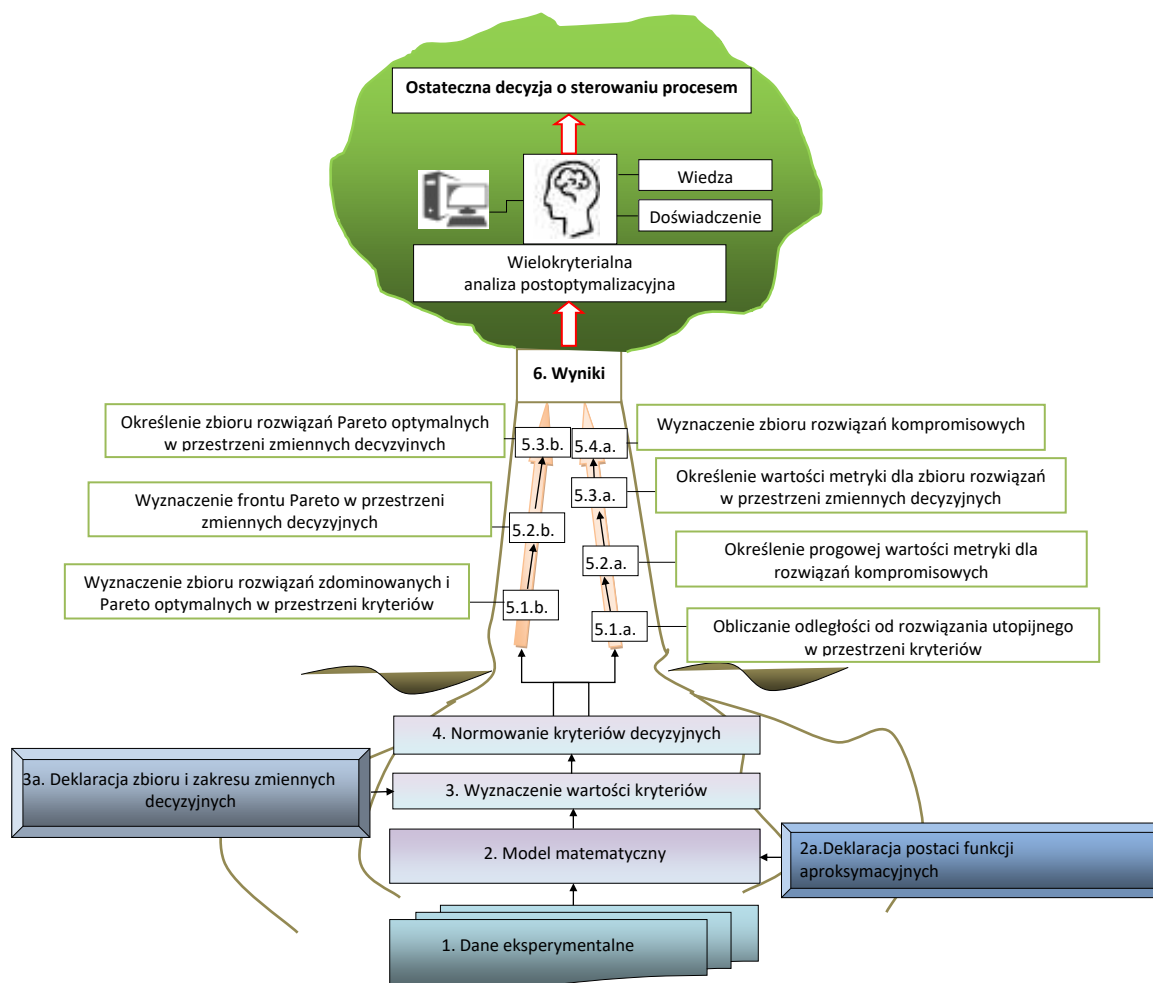 Ostateczna decyzja o sterowaniu procesem
Wiedza
Doświadczenie
Wielokryterialna
analiza postoptymalizacyjna
6. Wyniki
Określenie zbioru rozwiązań Pareto optymalnych
w przestrzeni zmiennych decyzyjnych
5.3.b.
5.4.a.
Wyznaczenie zbioru rozwiązań kompromisowych
Wyznaczenie frontu Pareto w przestrzeni
zmiennych decyzyjnych
5.2.b.
5.3.a.
Określenie wartości metryki dla zbioru rozwiązań
w przestrzeni zmiennych decyzyjnych
Wyznaczenie zbioru rozwiązań zdominowanych i
Pareto optymalnych w przestrzeni kryteriów
5.1.b.
5.2.a.
Określenie progowej wartości metryki dla
rozwiązań kompromisowych
5.1.a.
Obliczanie odległości od rozwiązania utopijnego
w przestrzeni kryteriów
4. Normowanie kryteriów decyzyjnych
3a. Deklaracja zbioru i zakresu zmiennych
decyzyjnych
3. Wyznaczenie wartości kryteriów
2. Model matematyczny
2a.Deklaracja postaci funkcji
aproksymacyjnych
1. Dane eksperymentalne